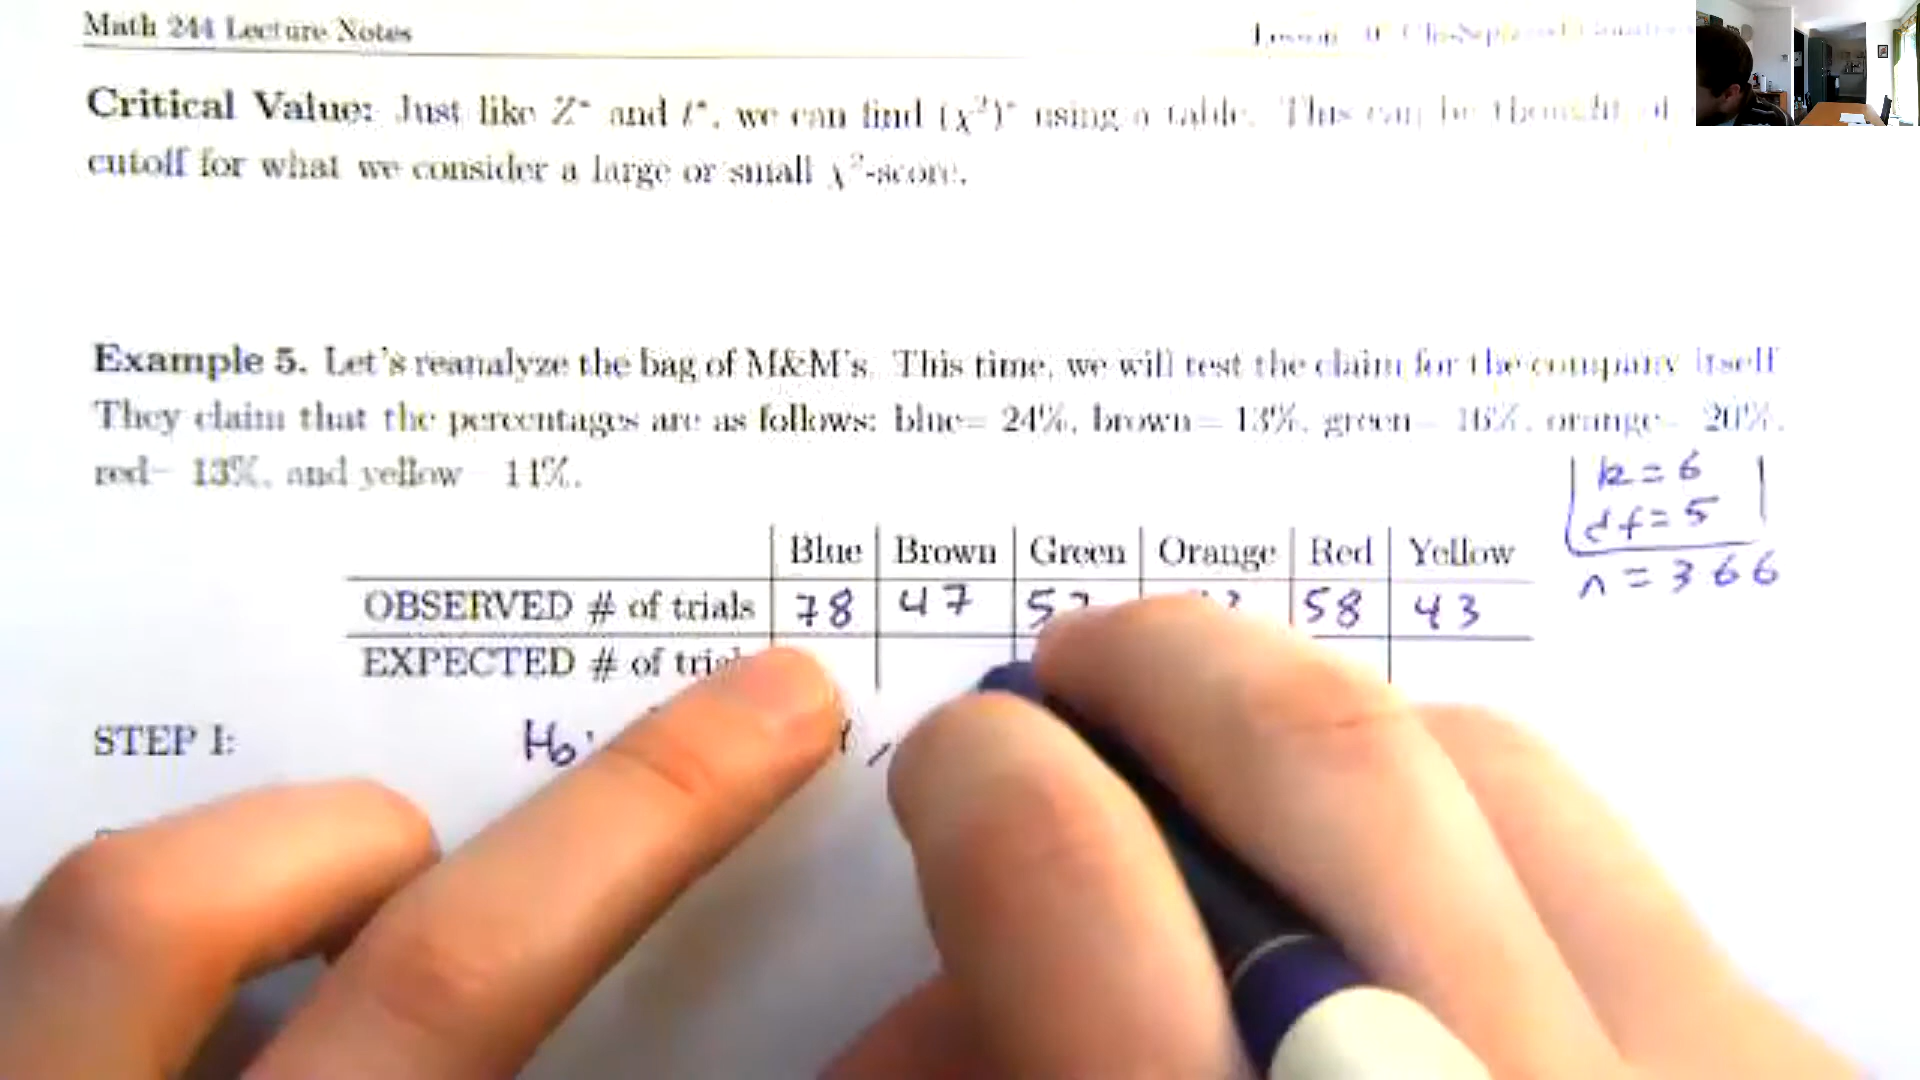 Math 244 Lecture Notes
Critical Value: Just like Z* and t*, we can find (χ²)* using a table. This can be thought of
cutoff for what we consider a large or small χ²-score.
Example 5. Let's reanalyze the bag of M&M's. This time, we will test the claim for the company itself
They claim that the percentages are as follows: blue= 24%, brown= 13%, green= 16%, orange= 20%,
red= 13%, and yellow= 14%.
k=6
df=5
n=366
Blue Brown Green Orange Red Yellow
OBSERVED # of trials 78 47 58 43
EXPECTED # of
STEP I: H₀: